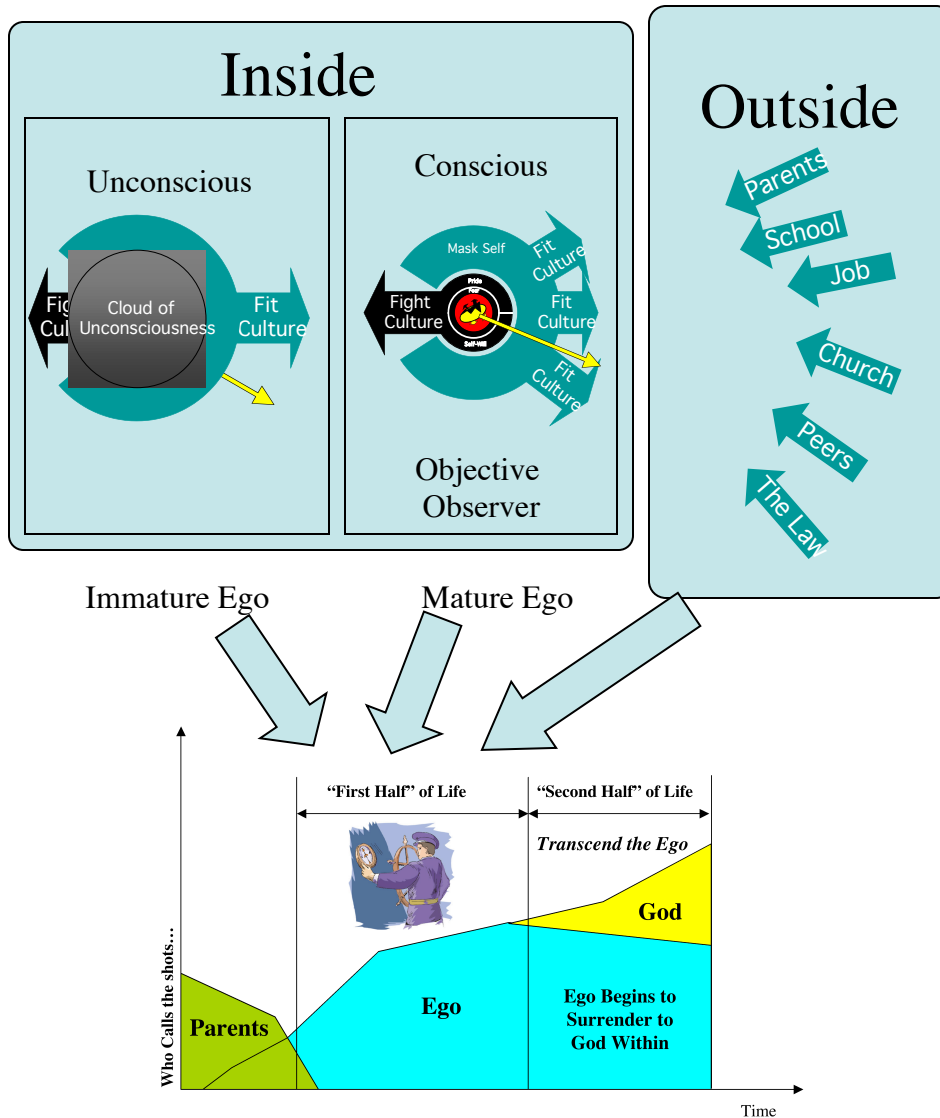 Inside
Outside
Unconscious
Conscious
Cloud of
Unconsciousness
Fit
Culture
Mask Self
Fit
Culture
Fight
Culture
Pride
Fear
Self-Will
Fit
Culture
Fit
Culture
Objective
Observer
Parents
School
Job
Church
Peers
The Law
Immature Ego
Mature Ego
“First Half” of Life
“Second Half” of Life
Transcend the Ego
God
Who Calls the shots...
Parents
Ego
Ego Begins to
Surrender to
God Within
Time